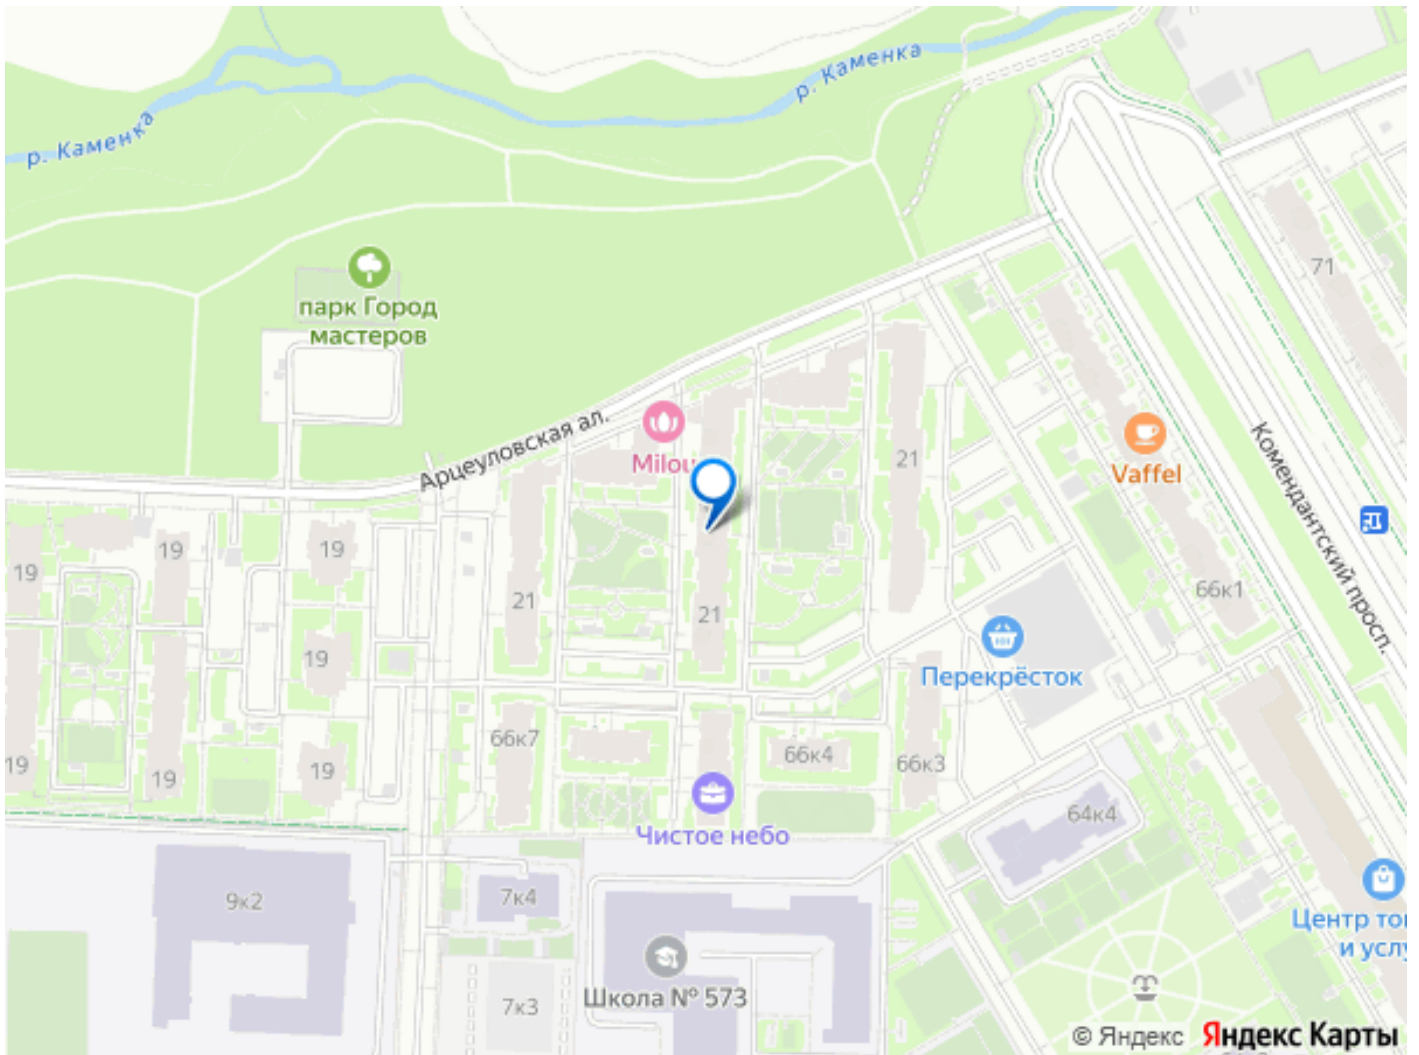 р. Каменка
р. Каменка
71
парк Город
мастеров
Арцеуловская ал.
Milou
21
Vaffel
Комендантский просп.
19
19
19
21
21
66к1
19
Перекрёсток
66к7
66к4
66к3
19
19
19
Чистое небо
64к4
9к2
7к4
Центр то
и услу
Школа № 573
7к3
© Яндекс Яндекс Карты